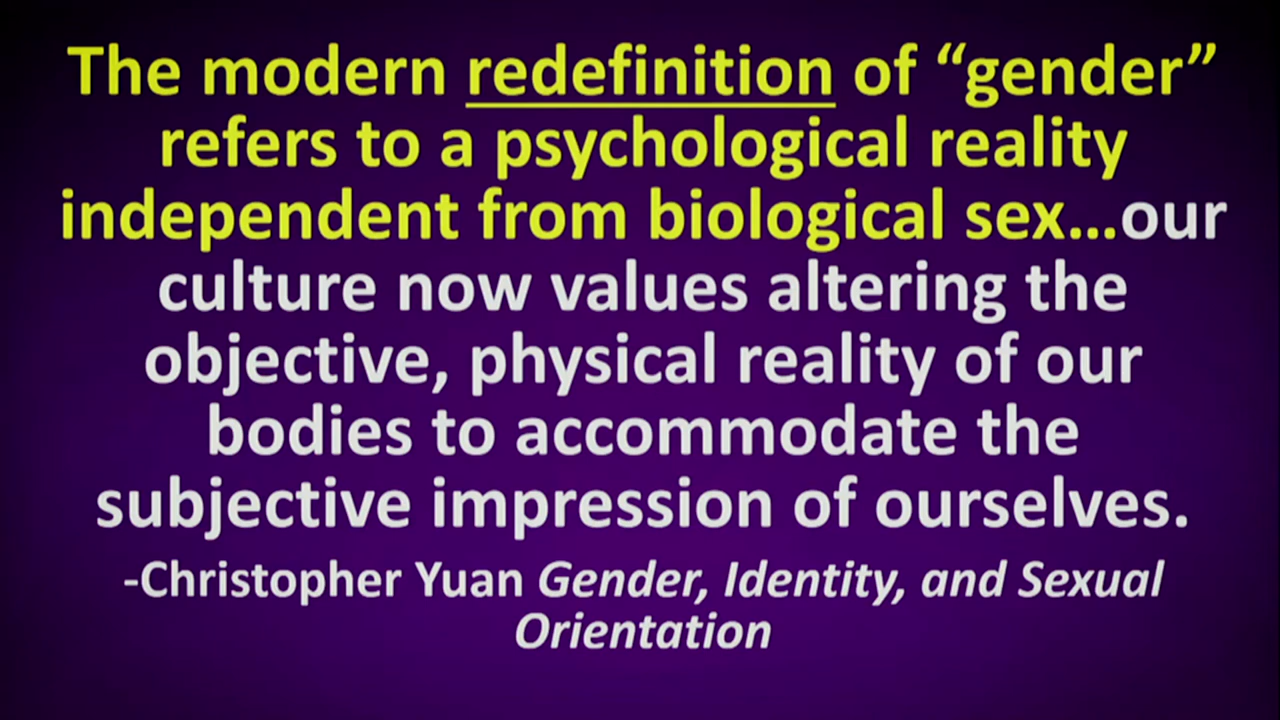 The modern redefinition of “gender”
refers to a psychological reality
independent from biological sex...our
culture now values altering the
objective, physical reality of our
bodies to accommodate the
subjective impression of ourselves.
-Christopher Yuan Gender, Identity, and Sexual
Orientation